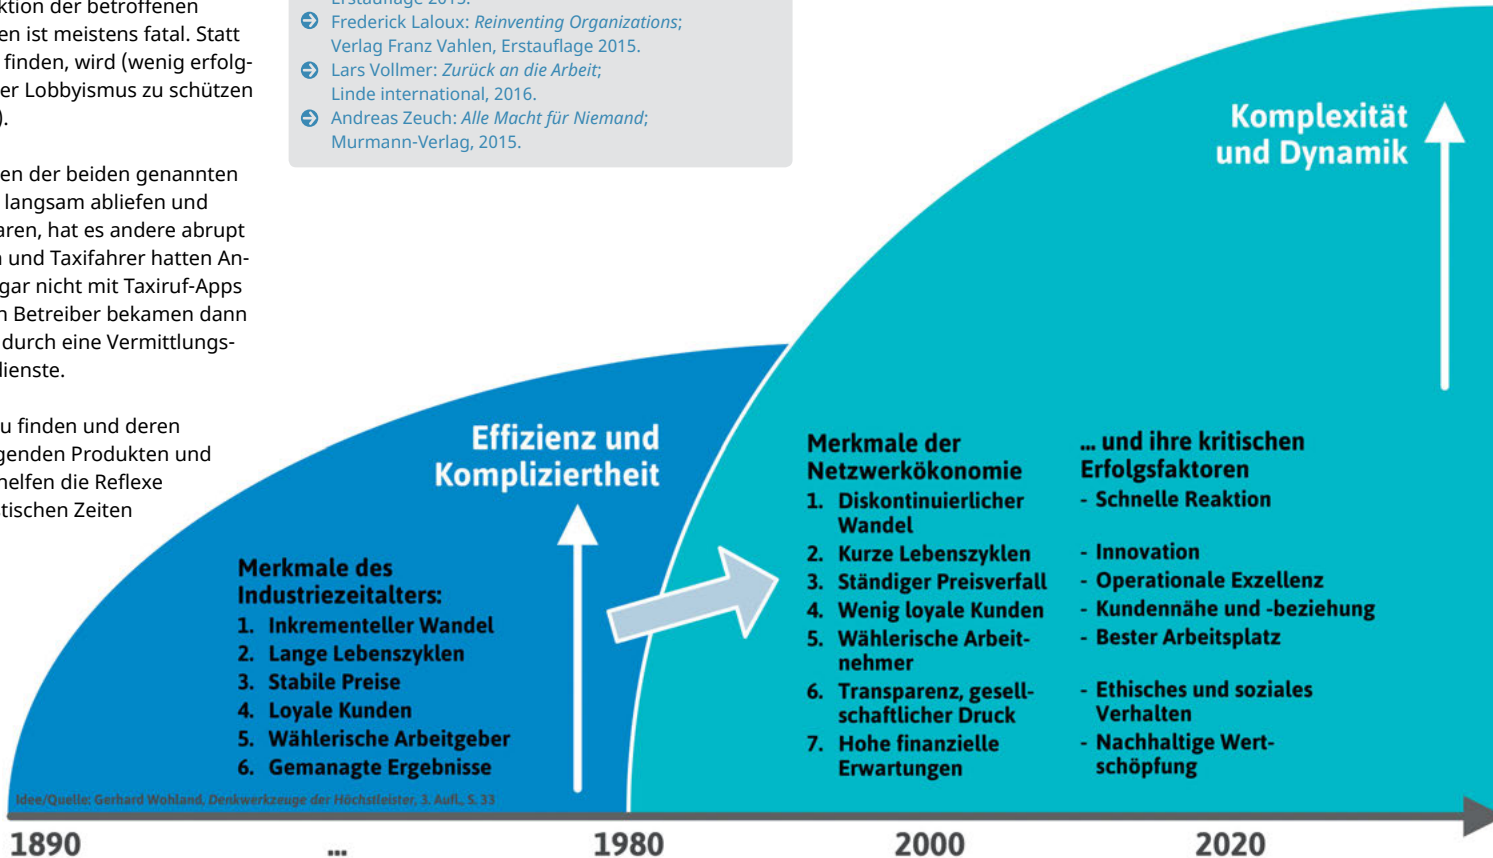 ktion der betroffenen
en ist meistens fatal. Statt
finden, wird (wenig erfolg-
er Lobbyismus zu schützen
).
en der beiden genannten
langsam abliefen und
aren, hat es andere abrupt
n und Taxifahrer hatten An-
gar nicht mit Taxiruf-Apps
n Betreiber bekamen dann
durch eine Vermittlungs-
dienste.
u finden und deren
genden Produkten und
helfen die Reflexe
tischen Zeiten
Erstauflage 2015.
Frederick Laloux: Reinventing Organizations;
Verlag Franz Vahlen, Erstauflage 2015.
Lars Vollmer: Zurück an die Arbeit;
Linde international, 2016.
Andreas Zeuch: Alle Macht für Niemand;
Murmann-Verlag, 2015.
Komplexität
und Dynamik
Effizienz und
Kompliziertheit
Merkmale des
Industriezeitalters:
1. Inkrementeller Wandel
2. Lange Lebenszyklen
3. Stabile Preise
4. Loyale Kunden
5. Wählerische Arbeitgeber
6. Gemanagte Ergebnisse
Merkmale der
Netzwerkökonomie
1. Diskontinuierlicher
Wandel
2. Kurze Lebenszyklen
3. Ständiger Preisverfall
4. Wenig loyale Kunden
5. Wählerische Arbeit-
nehmer
6. Transparenz, gesell-
schaftlicher Druck
7. Hohe finanzielle
Erwartungen
... und ihre kritischen
Erfolgsfaktoren
- Schnelle Reaktion
- Innovation
- Operationale Exzellenz
- Kundennähe und -beziehung
- Bester Arbeitsplatz
- Ethisches und soziales
Verhalten
- Nachhaltige Wert-
schöpfung
Idee/Quelle: Gerhard Wohland, Denkwerkzeuge der Höchstleister, 3. Aufl., S. 33
1890 ... 1980 2000 2020